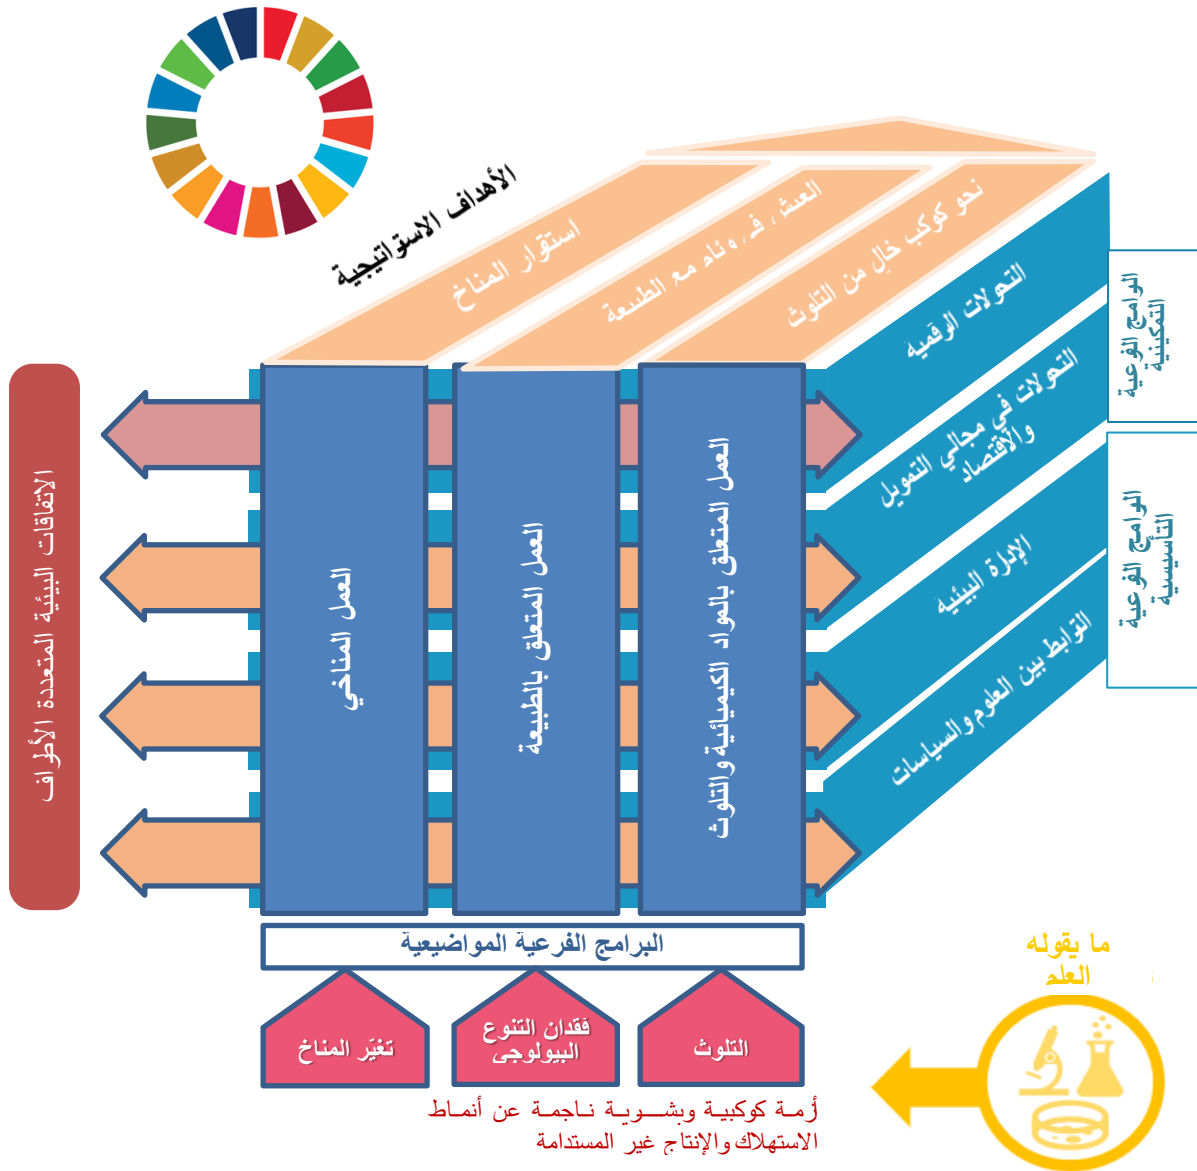 الأهداف الاستراتيجية
استقرار المناخ
العيش في وئام مع الطبيعة
نحو كوكب خالٍ من التلوث
التحولات الرقمية
التحولات في مجالي التمويل
والاقتصاد
الإدارة البيئية
الترابط بين العلوم والسياسات
البرامج الفرعية
التمكينية
البرامج الفرعية
التأسيسية
العمل المناخي
العمل المتعلق بالطبيعة
العمل المتعلق بالمواد الكيميائية والتلوث
الاتفاقات البيئية المتعددة الأطراف
البرامج الفرعية المواضيعية
تغيّر المناخ
فقدان التنوع
البيولوجي
التلوث
أزمة كوكبية وبشرية ناجمة عن أنماط
الاستهلاك والإنتاج غير المستدامة
ما يقوله
العلم